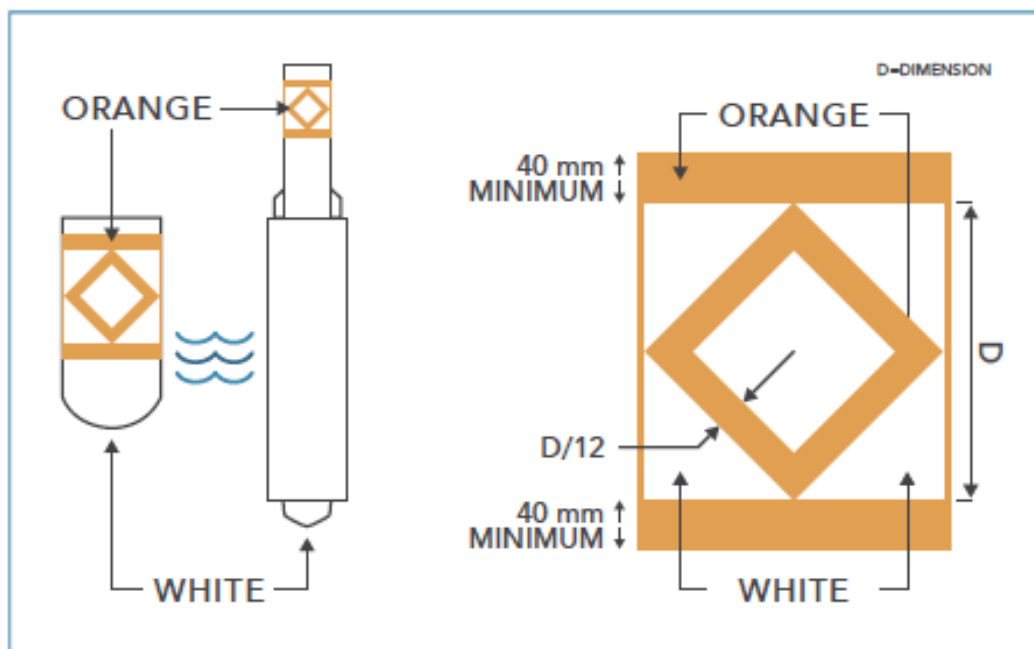 D=DIMENSION
ORANGE
ORANGE
40 mm
MINIMUM
D
D/12
40 mm
MINIMUM
WHITE
WHITE